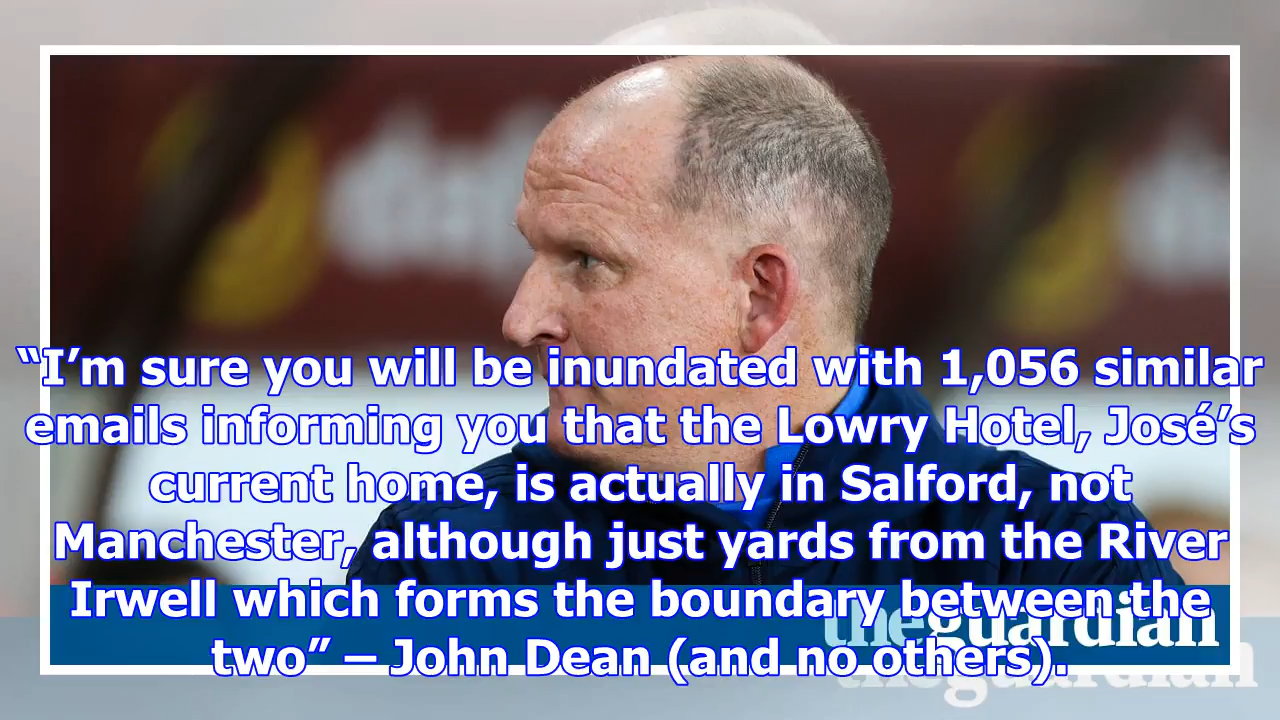 “I’m sure you will be inundated with 1,056 similar
emails informing you that the Lowry Hotel, José’s
current home, is actually in Salford, not
Manchester, although just yards from the River
Irwell which forms the boundary between the
two” – John Dean (and no others).
theguardian
theguardian